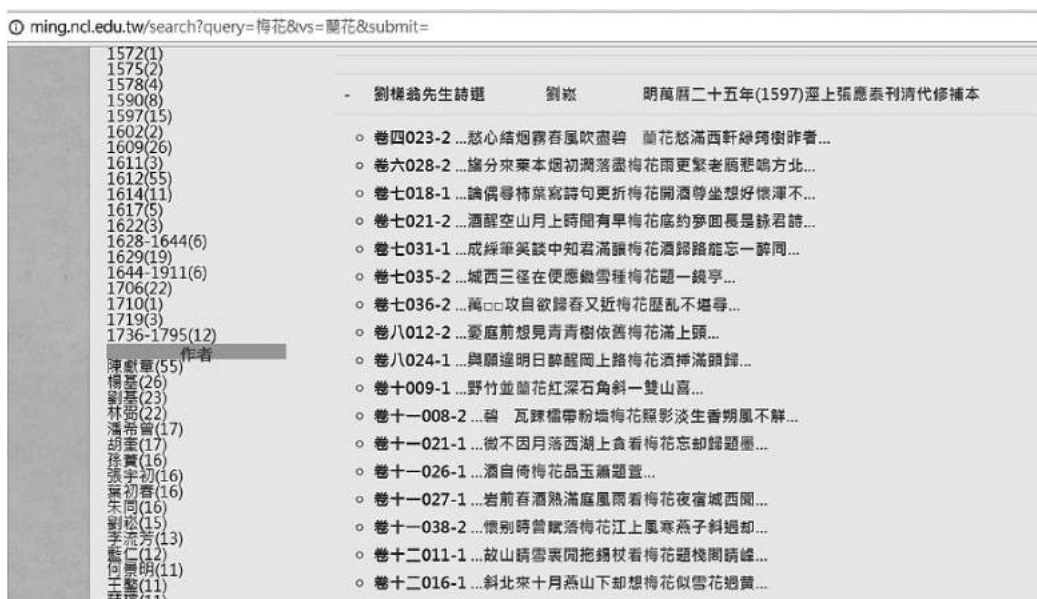 ming.ncl.edu.tw/search?query=梅花&vs=蘭花&submit=
1572(1)
1575(2)
1578(4)
1590(8)
1597(15)
1602(2)
1609(26)
1611(3)
1612(55)
1614(11)
1617(5)
1622(3)
1628-1644(6)
1629(19)
1644-1911(6)
1706(22)
1710(1)
1719(3)
1736-1795(12)
作者
陳獻章(55)
楊基(26)
劉基(23)
林弼(22)
潘希曾(17)
胡奎(17)
孫蕡(16)
張宇初(16)
葉初春(16)
朱同(16)
劉崧(15)
李流芳(13)
藍仁(12)
何景明(11)
王鏊(11)
- 劉槎翁先生詩選 劉崧 明萬曆二十五年(1597)涇上張應泰刊清代修補本
卷四023-2 ...愁心結烟霧春風吹盡碧 蘭花愁滿西軒綠筠樹昨者...
卷六028-2 ...牆分來藥本烟初潤落盡梅花雨更繁老鴈悲鳴方北...
卷七018-1 ...論偶尋柿葉寫詩句更折梅花開酒尊坐想好懷渾不...
卷七021-2 ...酒醒空山月上時聞有早梅花底約夢回長是詠君詩...
卷七031-1 ...成綵筆笑談中知君滿釀梅花酒歸路能忘一醉同...
卷七035-2 ...城西三徑在便應鋤雪種梅花題一鏡亭...
卷七036-2 ...萬□□攻自欲歸春又近梅花歷亂不堪尋...
卷八012-2 ...憂庭前想見青青樹依舊梅花滿上頭...
卷八024-1 ...與願違明日醉醒岡上路梅花須揷滿頭歸...
卷十009-1 ...野竹並蘭花紅深石角斜一雙山喜...
卷十一008-2 ...碧 瓦踈櫺帶粉墻梅花照影淡生香朔風不解...
卷十一021-1 ...微不因月落西湖上貪看梅花忘却歸題墨...
卷十一026-1 ...酒自倚梅花品玉簫題萱...
卷十一027-1 ...岩前春酒熟滿庭風雨看梅花夜宿城西聞...
卷十一038-2 ...懷別時曾賦落梅花江上風寒燕子斜過却...
卷十二011-1 ...故山晴雪裏閒拖錫杖看梅花題棧閣晴峰...
卷十二016-1 ...斜北來十月燕山下却想梅花似雪花過黄...